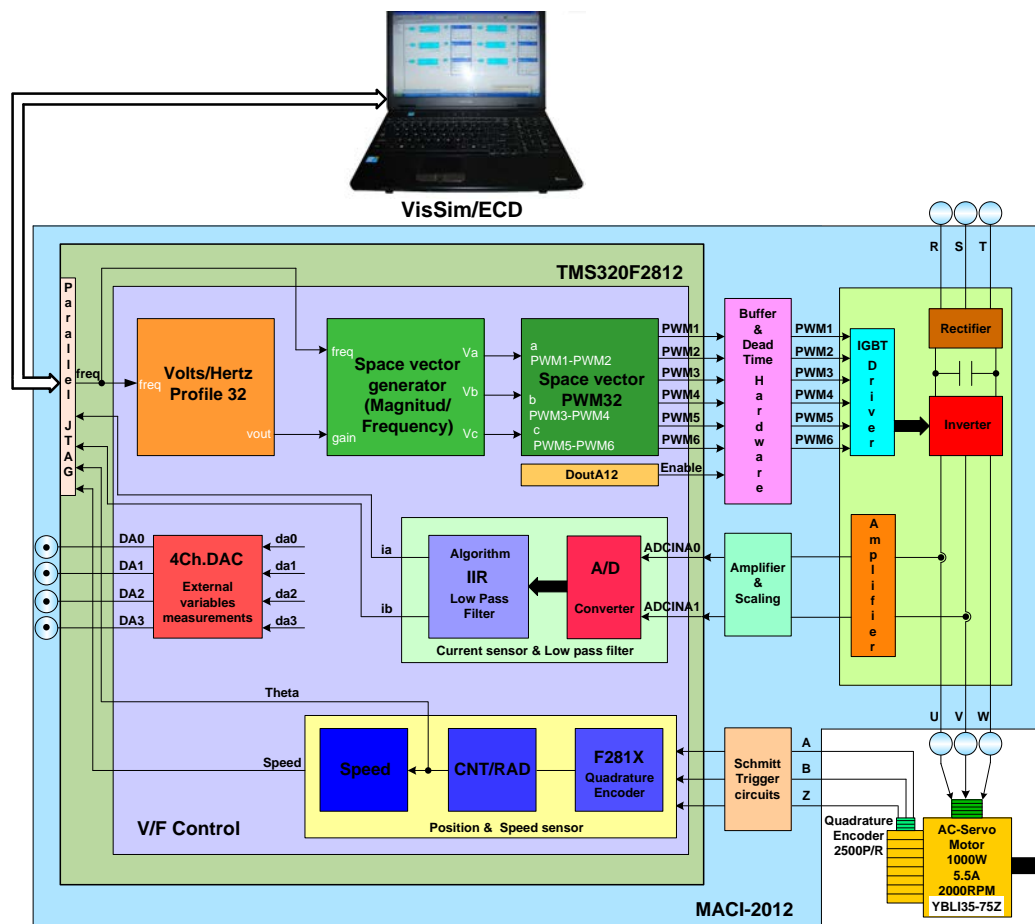 VisSim/ECD
R
S
T
TMS320F2812
Parallel JTAG
freq
freq
Volts/Hertz
Profile 32
vout
freq
gain
Space vector
generator
(Magnitud/
Frequency)
Va
Vb
Vc
a
PWM1-PWM2
Space vector
PWM32
b
PWM3-PWM4
c
PWM5-PWM6
DoutA12
PWM1
PWM2
PWM3
PWM4
PWM5
PWM6
Enable
Buffer
&
Dead
Time
Hardware
PWM1
PWM2
PWM3
PWM4
PWM5
PWM6
IGBT
Driver
Rectifier
Inverter
DA0
DA1
DA2
DA3
4Ch.DAC
External
variables
measurements
da0
da1
da2
da3
ia
ib
Algorithm
IIR
Low Pass
Filter
A/D
Converter
Current sensor & Low pass filter
ADCINA0
ADCINA1
Amplifier
&
Scaling
Amplifier
Theta
Speed
Speed
CNT/RAD
F281X
Quadrature
Encoder
Position & Speed sensor
V/F Control
Schmitt
Trigger
circuits
A
B
Z
U
V
W
Quadrature
Encoder
2500P/R
AC-Servo
Motor
1000W
5.5A
2000RPM
YBLI35-75Z
MACI-2012